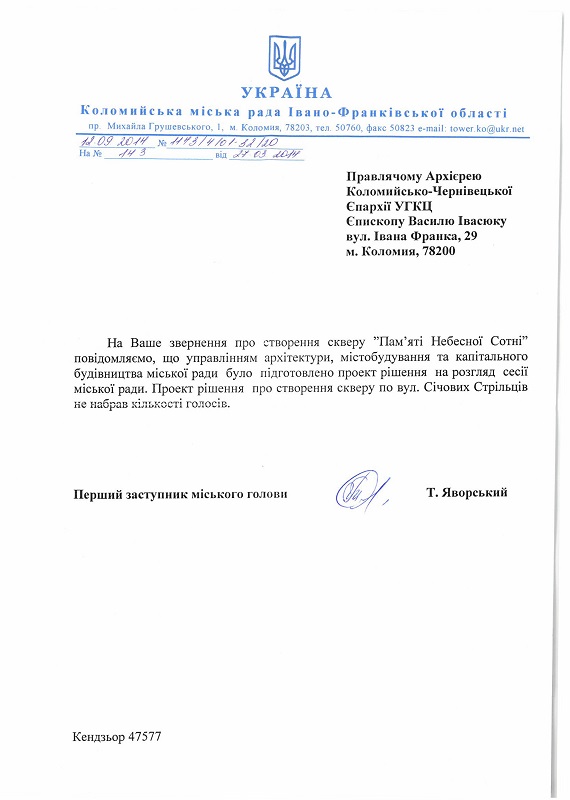 УКРАЇНА
Коломийська міська рада Івано-Франківської області
пр. Михайла Грушевського, 1, м. Коломия, 78203, тел. 50760, факс 50823 e-mail: tower.ko@ukr.net
12 09 2014 № 1143/4/01-32/20
На № 143 від 27 03 2014
Правлячому Архієрею
Коломийсько-Чернівецької
Єпархії УГКЦ
Єпископу Василю Івасюку
вул. Івана Франка, 29
м. Коломия, 78200
На Ваше звернення про створення скверу ”Пам’яті Небесної Сотні”
повідомляємо, що управлінням архітектури, містобудування та капітального
будівництва міської ради було підготовлено проект рішення на розгляд сесії
міської ради. Проект рішення про створення скверу по вул. Січових Стрільців
не набрав кількості голосів.
Перший заступник міського голови
Т. Яворський
Кендзьор 47577